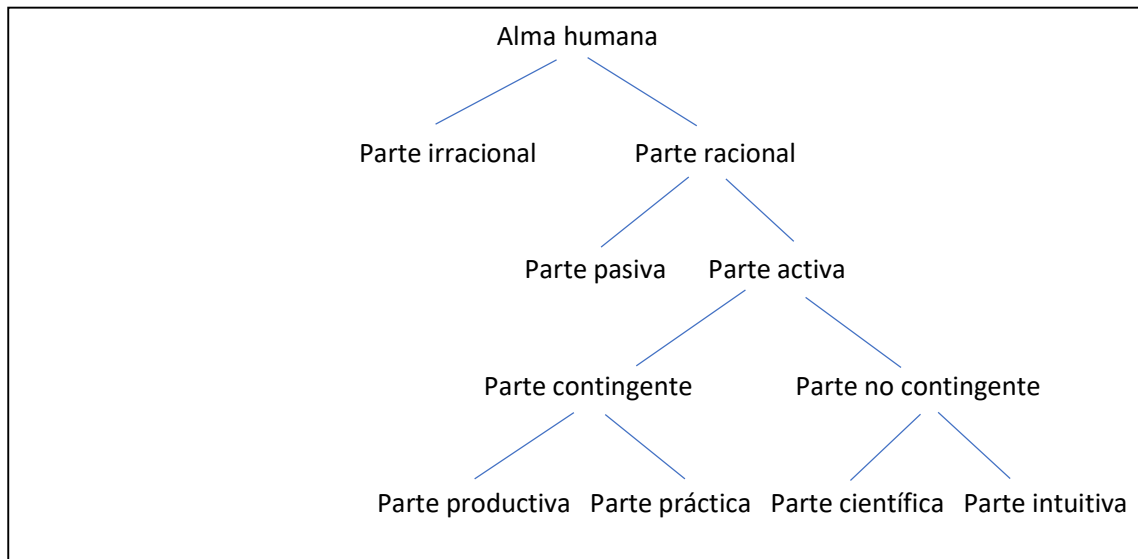 Alma humana
Parte irracional Parte racional
Parte pasiva Parte activa
Parte contingente Parte no contingente
Parte productiva Parte práctica Parte científica Parte intuitiva